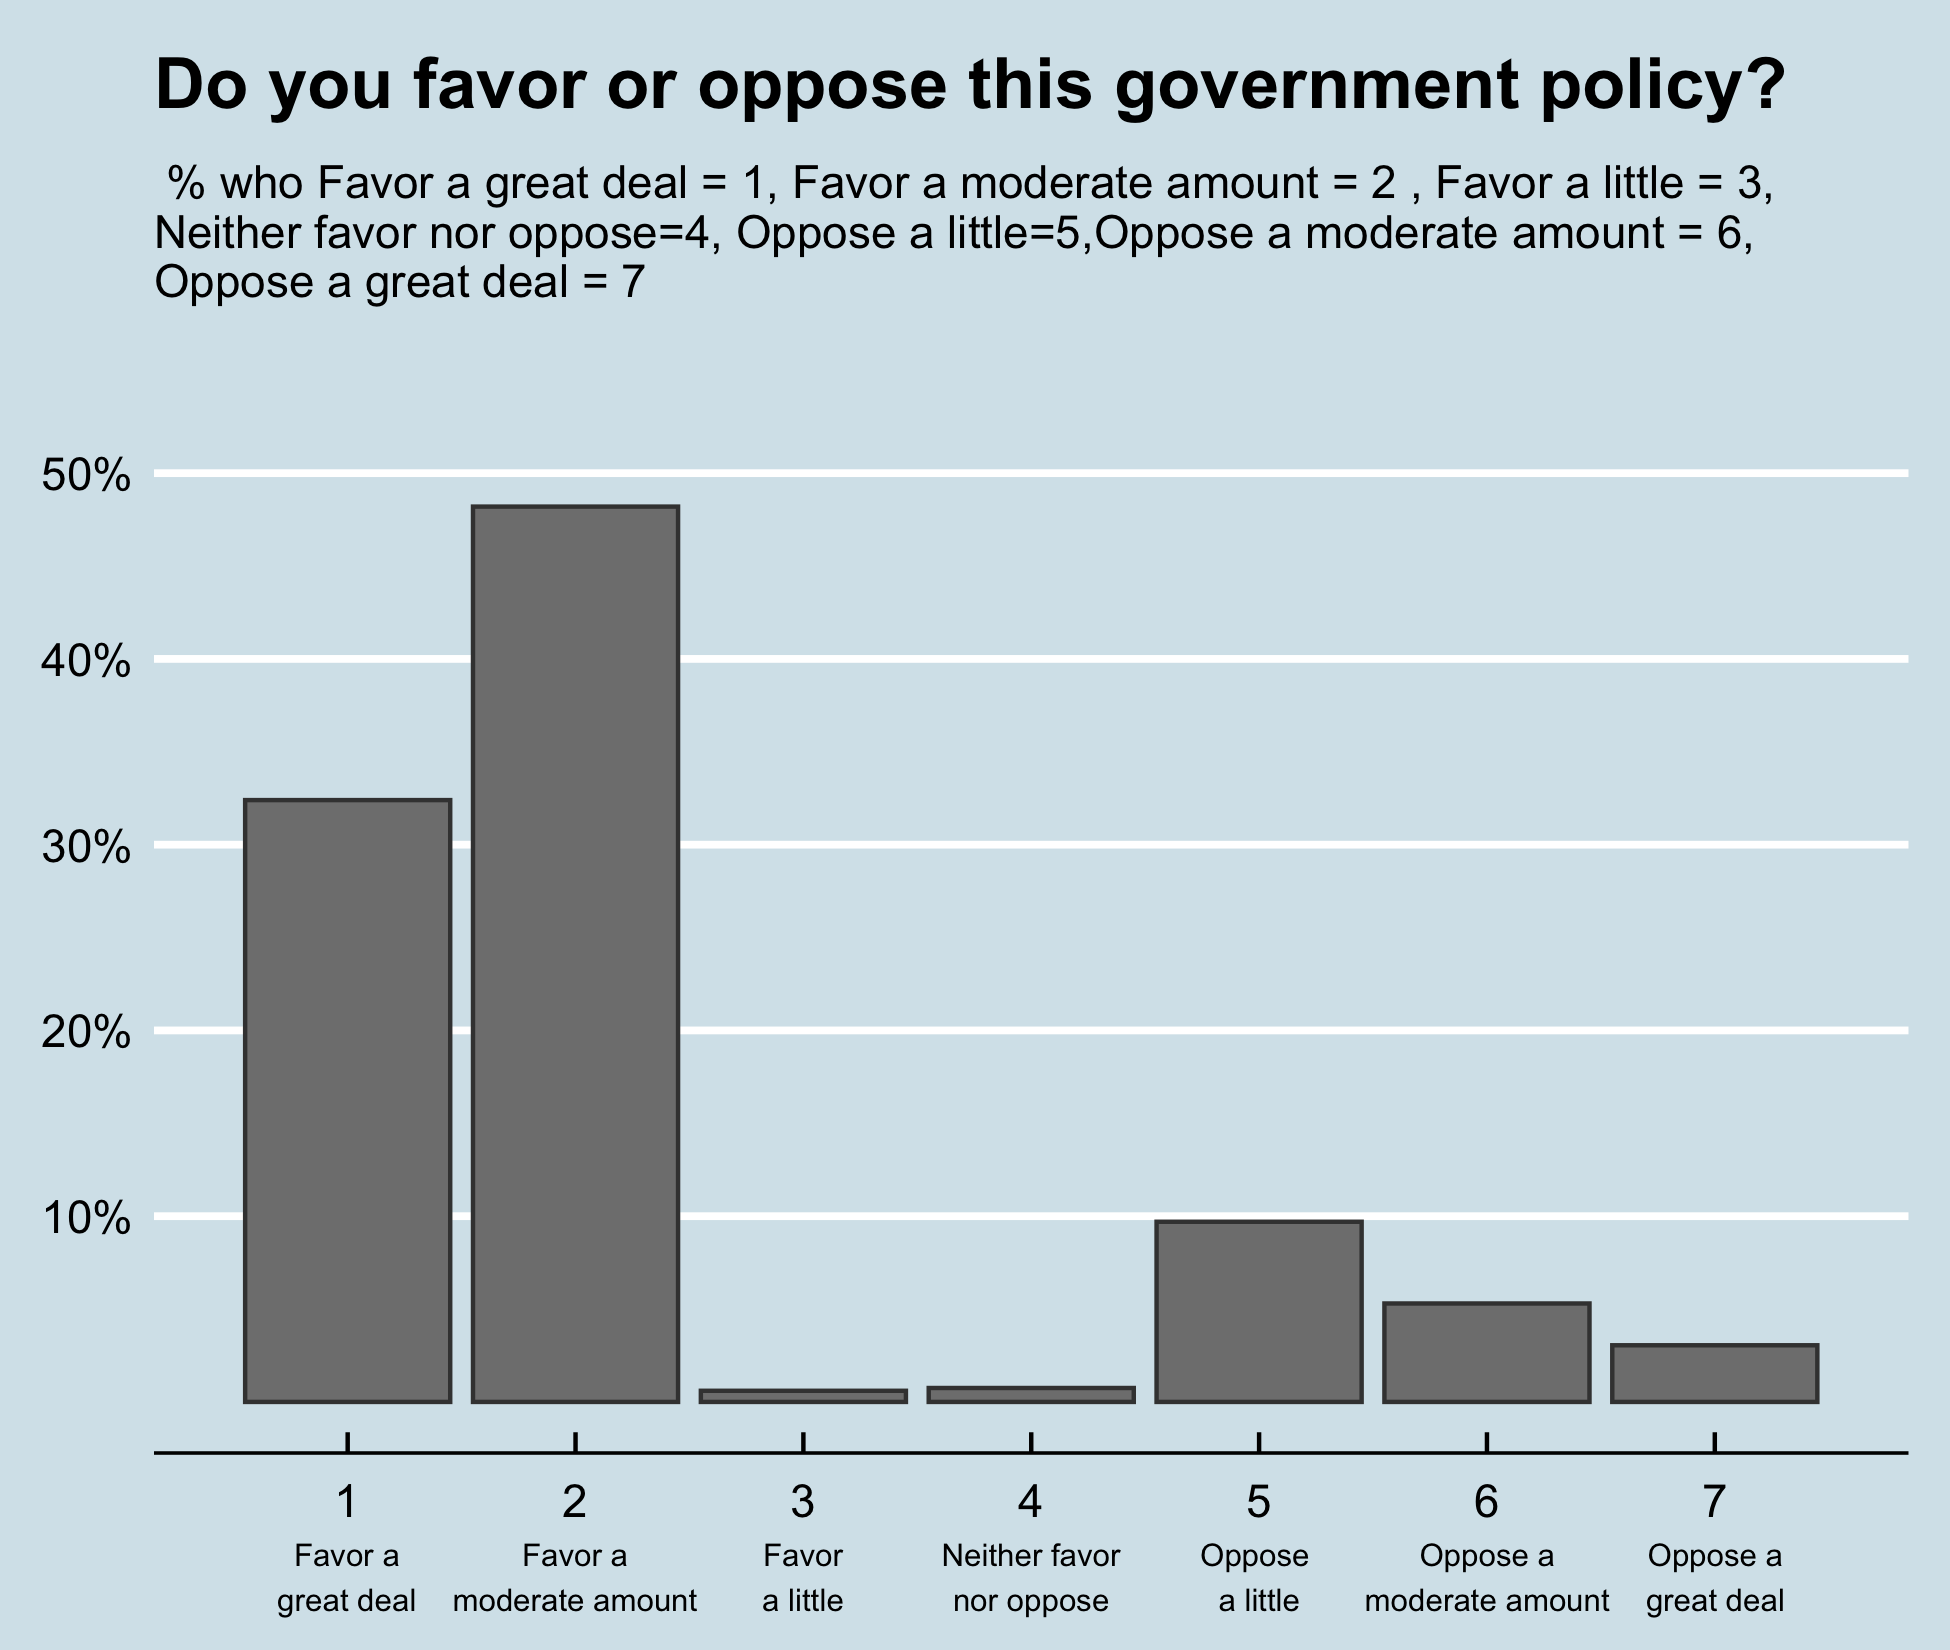 Do you favor or oppose this government policy?
% who Favor a great deal = 1, Favor a moderate amount = 2 , Favor a little = 3,
Neither favor nor oppose=4, Oppose a little=5,Oppose a moderate amount = 6,
Oppose a great deal = 7
50%
40%
30%
20%
10%
1 2 3 4 5 6 7
Favor a Favor a Favor Neither favor Oppose Oppose a Oppose a
great deal moderate amount a little nor oppose a little moderate amount great deal